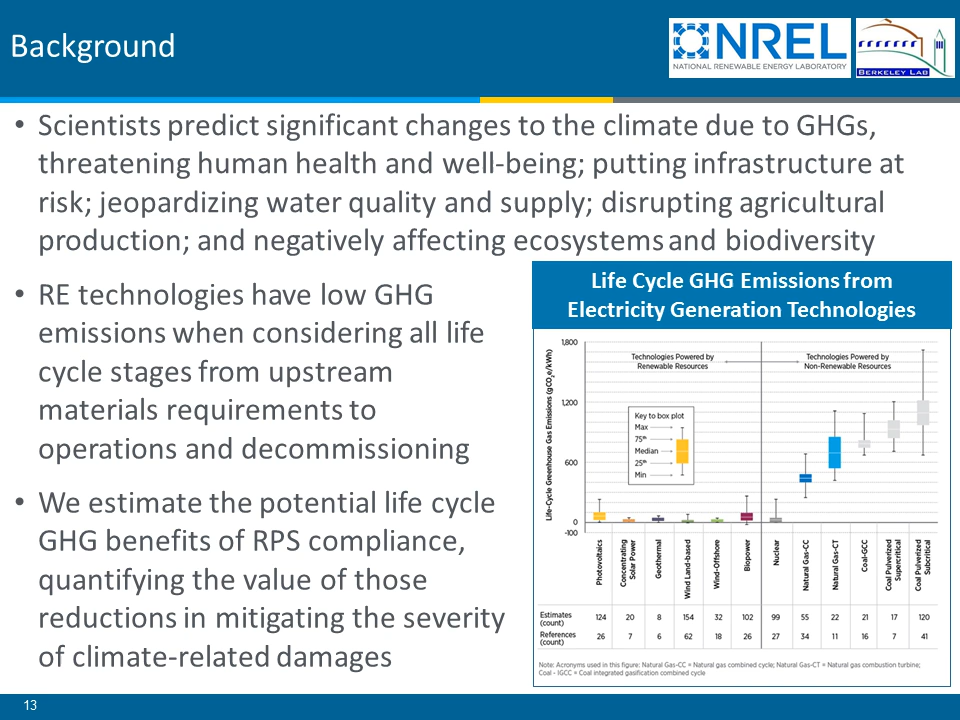 Background
NREL
NATIONAL RENEWABLE ENERGY LABORATORY
BERKELEY LAB
• Scientists predict significant changes to the climate due to GHGs,
threatening human health and well-being; putting infrastructure at
risk; jeopardizing water quality and supply; disrupting agricultural
production; and negatively affecting ecosystems and biodiversity
• RE technologies have low GHG
emissions when considering all life
cycle stages from upstream
materials requirements to
operations and decommissioning
• We estimate the potential life cycle
GHG benefits of RPS compliance,
quantifying the value of those
reductions in mitigating the severity
of climate-related damages
Life Cycle GHG Emissions from
Electricity Generation Technologies
Life-Cycle Greenhouse Gas Emissions (gCO2e/kWh)
1,800
1,200
600
0
-100
Technologies Powered by
Renewable Resources
Technologies Powered by
Non-Renewable Resources
Key to box plot
Max
75th
Median
25th
Min
Photovoltaics
Concentrating
Solar Power
Geothermal
Wind Land-based
Wind-Offshore
Biopower
Nuclear
Natural Gas-CC
Natural Gas-CT
Coal-GCC
Coal Pulverized
Supercritical
Coal Pulverized
Subcritical
Estimates
(count)
124 20 8 154 32 102 99 55 22 21 17 120
References
(count)
26 7 6 62 18 26 27 34 11 16 7 41
Note: Acronyms used in this figure; Natural Gas-CC = Natural gas combined cycle; Natural Gas-CT = Natural gas combustion turbine;
Coal - IGCC = Coal integrated gasification combined cycle
13